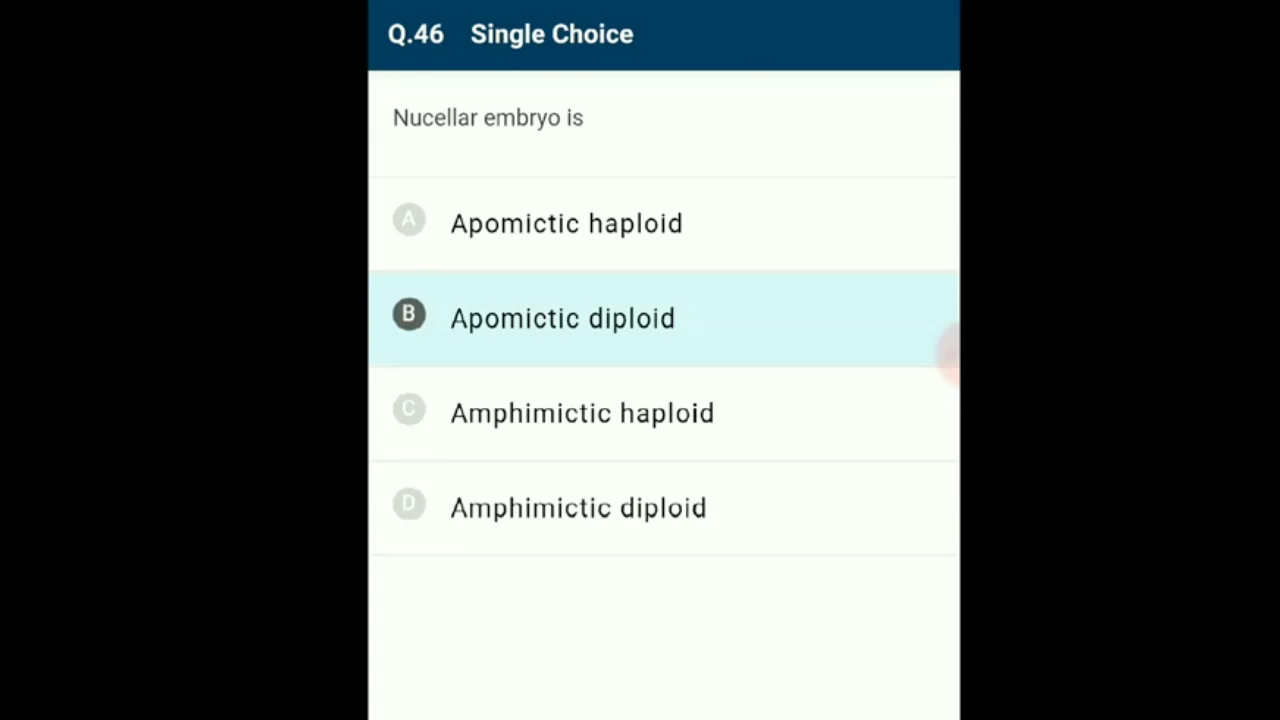 Q.46 Single Choice
Nucellar embryo is
A Apomictic haploid
B Apomictic diploid
C Amphimictic haploid
D Amphimictic diploid